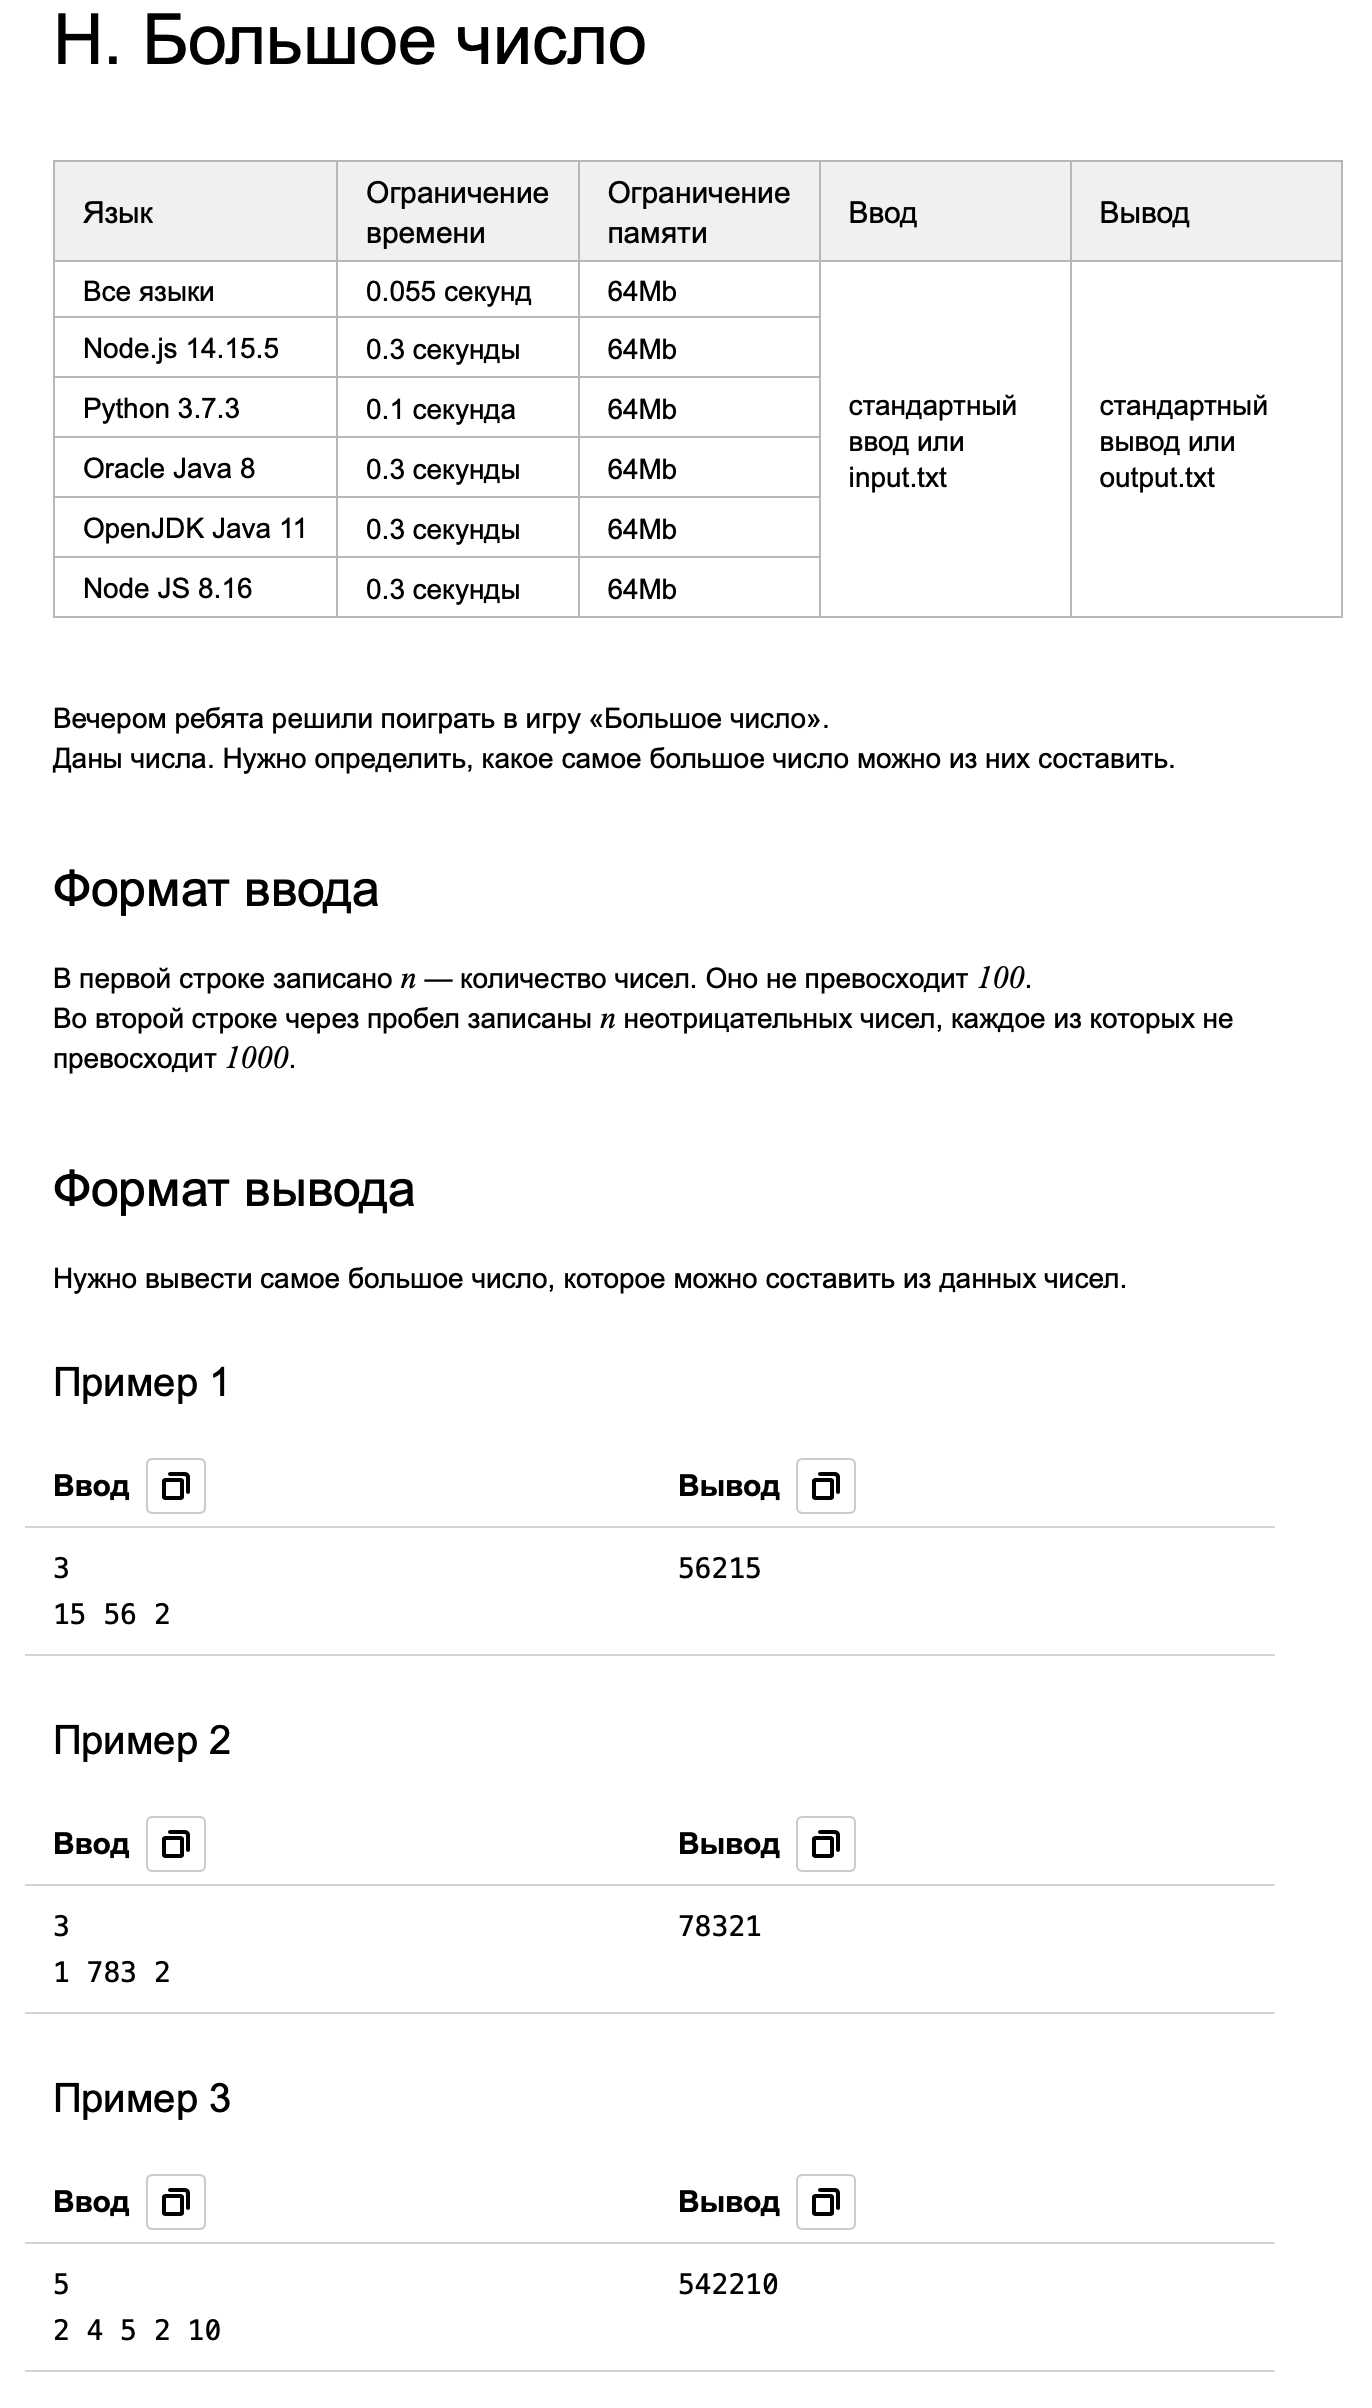 H. Большое число
Язык
Ограничение
времени
Ограничение
памяти
Ввод
Вывод
Все языки
0.055 секунд
64Mb
стандартный
ввод или
input.txt
стандартный
вывод или
output.txt
Node.js 14.15.5
0.3 секунды
64Mb
Python 3.7.3
0.1 секунда
64Mb
Oracle Java 8
0.3 секунды
64Mb
OpenJDK Java 11
0.3 секунды
64Mb
Node JS 8.16
0.3 секунды
64Mb
Вечером ребята решили поиграть в игру «Большое число».
Даны числа. Нужно определить, какое самое большое число можно из них составить.
Формат ввода
В первой строке записано n — количество чисел. Оно не превосходит 100.
Во второй строке через пробел записаны n неотрицательных чисел, каждое из которых не
превосходит 1000.
Формат вывода
Нужно вывести самое большое число, которое можно составить из данных чисел.
Пример 1
Ввод
Вывод
3
15 56 2
56215
Пример 2
Ввод
Вывод
3
1 783 2
78321
Пример 3
Ввод
Вывод
5
2 4 5 2 10
542210